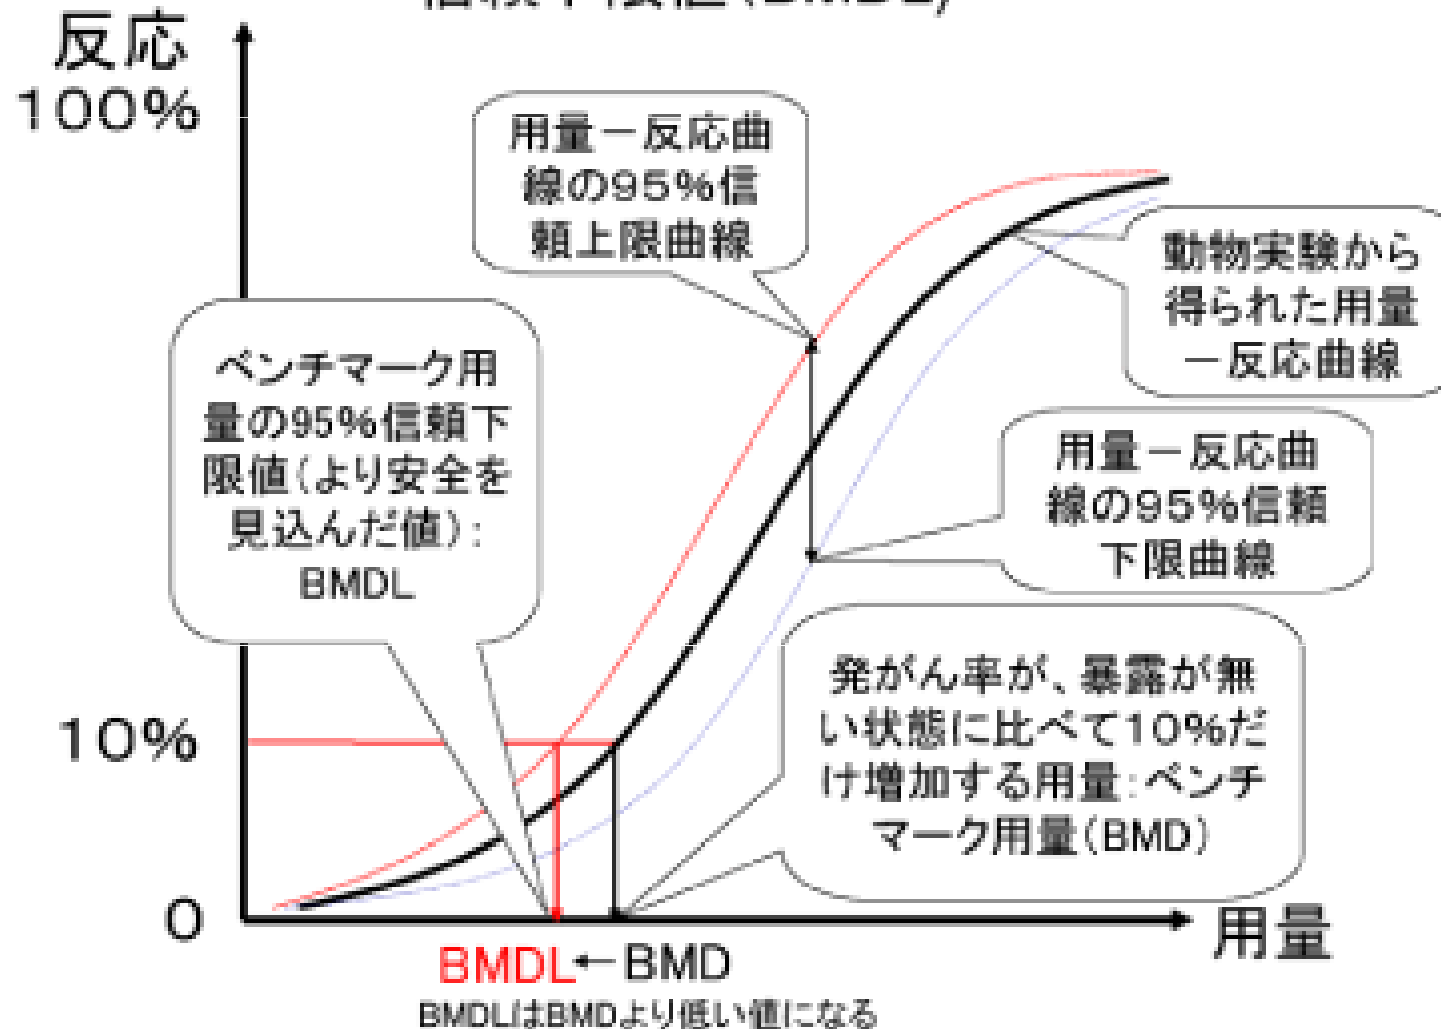 信頼下限値(BMDL)
反応
100%
用量－反応曲
線の95%信
頼上限曲線
動物実験から
得られた用量
－反応曲線
ベンチマーク用
量の95%信頼下
限値(より安全を
見込んだ値):
BMDL
用量－反応曲
線の95%信頼
下限曲線
発がん率が、暴露が無
い状態に比べて10%だ
け増加する用量:ベンチ
マーク用量(BMD)
10%
0
用量
BMDL←BMD
BMDLはBMDより低い値になる